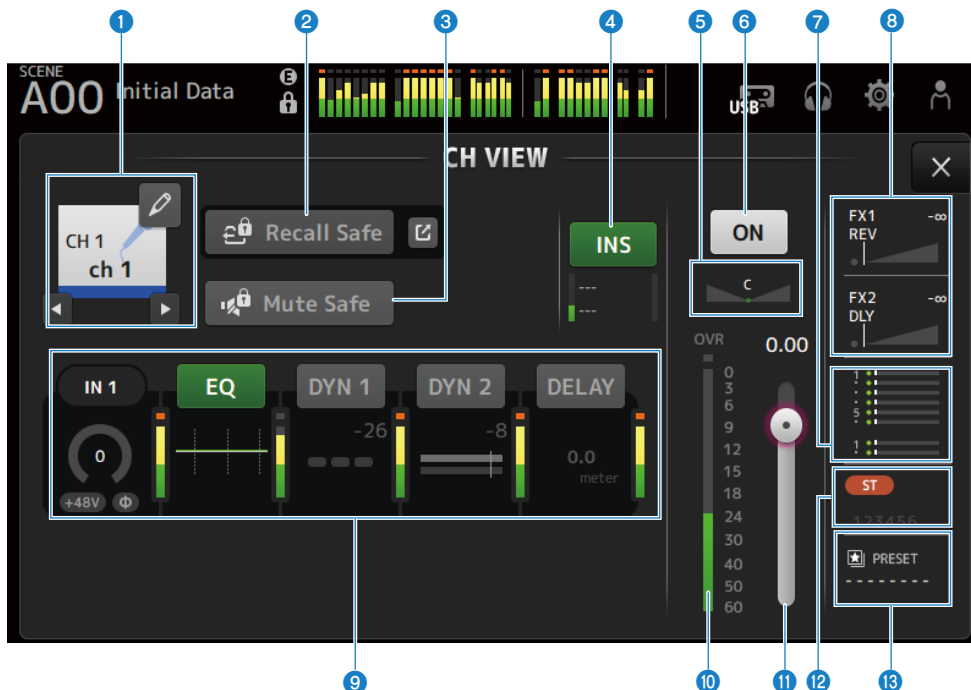 1 2 3 4 5 6 7 8
SCENE
A00 Initial Data
E
USB
CH VIEW
CH 1
ch 1
Recall Safe
Mute Safe
INS
---
---
ON
C
OVR
0.00
0
3
6
9
12
15
18
24
30
40
50
60
FX1 -∞
REV
FX2 -∞
DLY
1
5
1
ST
123456
PRESET
--------
IN 1
0
+48V Φ
EQ
DYN 1
-26
DYN 2
-8
DELAY
0.0
meter
9 10 11 12 13